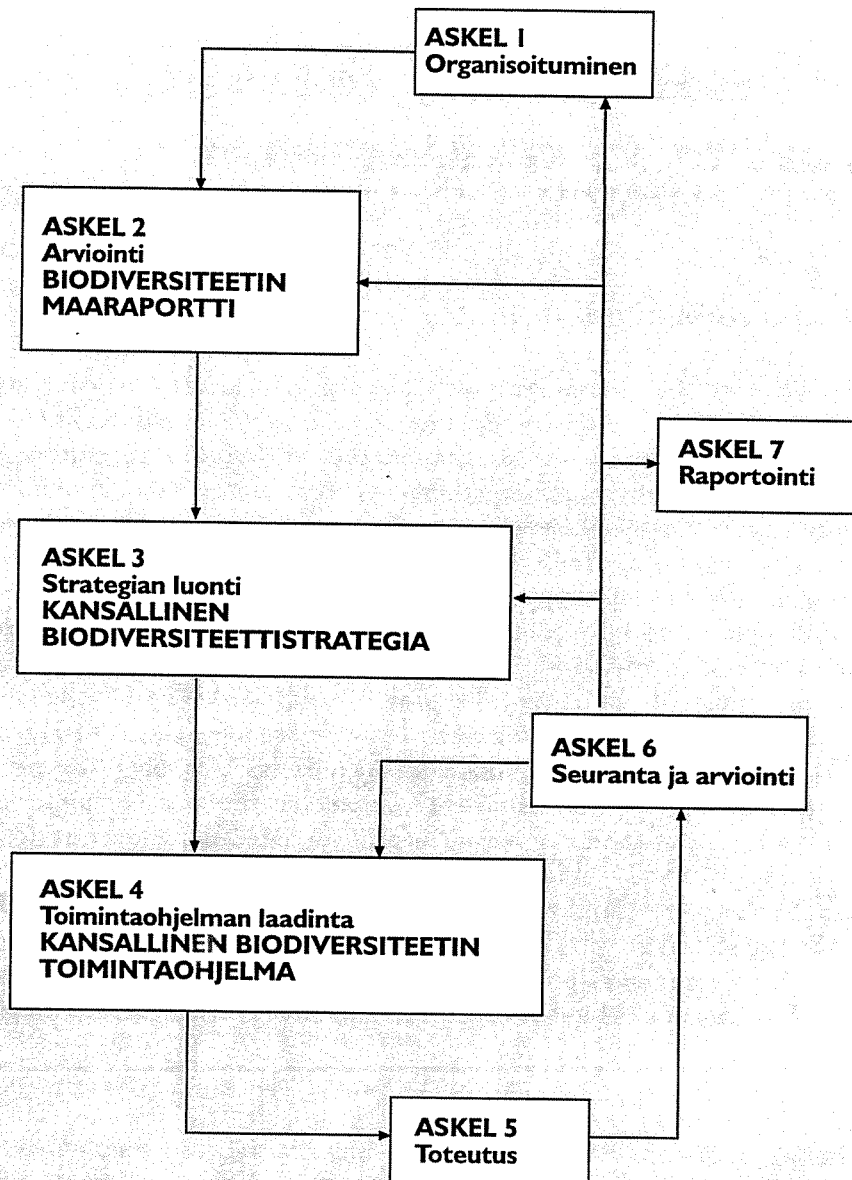 ASKEL 1
Organisoituminen
ASKEL 2
Arviointi
BIODIVERSITEETIN
MAARAPORTTI
ASKEL 7
Raportointi
ASKEL 3
Strategian luonti
KANSALLINEN
BIODIVERSITEETTISTRATEGIA
ASKEL 6
Seuranta ja arviointi
ASKEL 4
Toimintaohjelman laadinta
KANSALLINEN BIODIVERSITEETIN
TOIMINTAOHJELMA
ASKEL 5
Toteutus